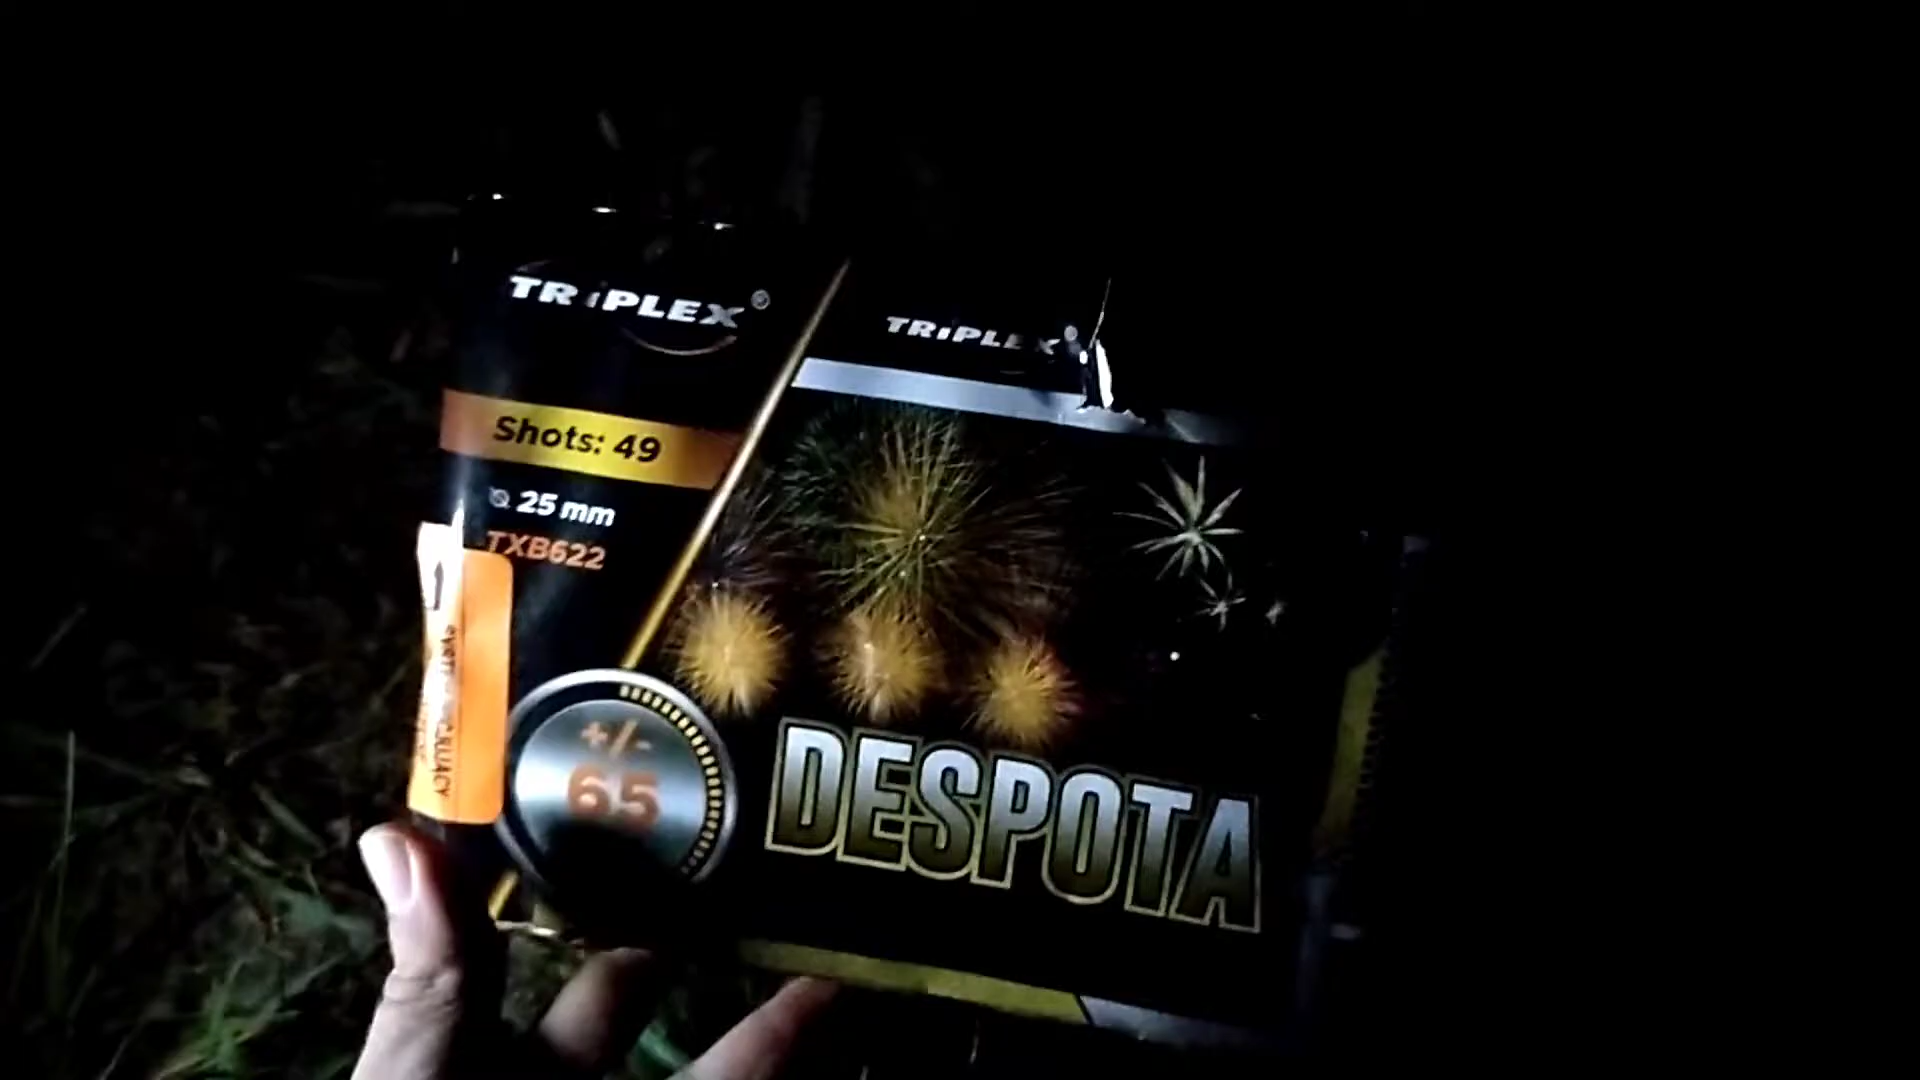 TRiPLEX®
Shots: 49
25 mm
TXB622
+/-
65
TRiPLEX®
DESPOTA